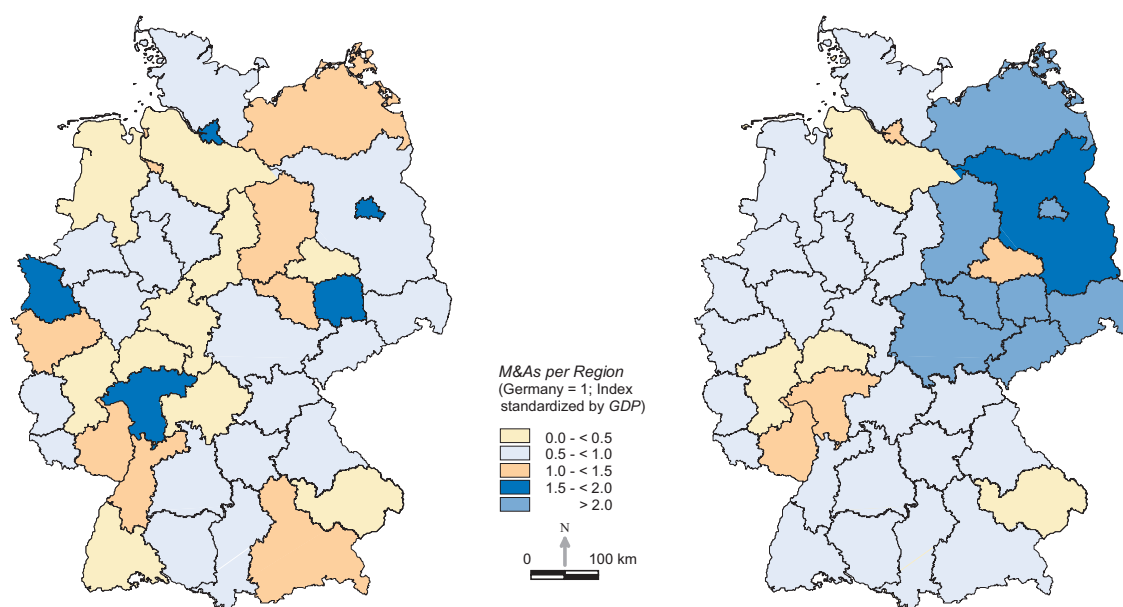 M&As per Region
(Germany = 1; Index
standardized by GDP)
0.0 - < 0.5
0.5 - < 1.0
1.0 - < 1.5
1.5 - < 2.0
> 2.0
N
0 100 km